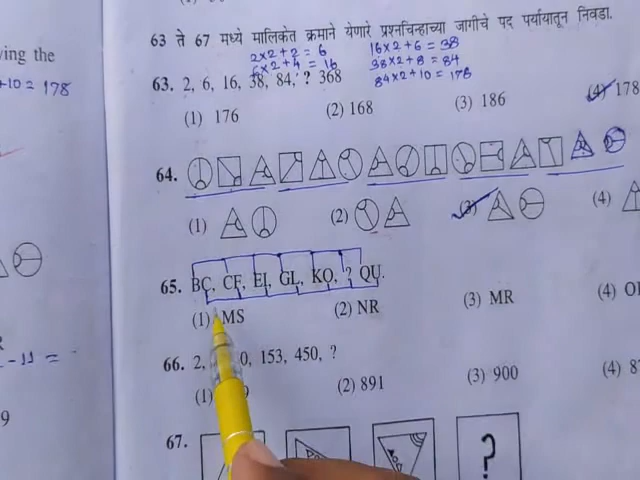 63 ते 67 मध्ये मालिकेत क्रमाने येणारे प्रश्नचिन्हाच्या जागीचे पद पर्यायातून निवडा.
ving the
2×2+2 = 6 16×2+6 = 38
6×2+4 = 16 38×2+8 = 84
+10 = 178
63. 2, 6, 16, 38, 84, ? 368 84×2+10 = 178
(1) 176 (2) 168 (3) 186 (4) 178
64.
(1) (2) (3) (4)
65. BC, CF, EI, GL, KO, ? QU.
(1) MS (2) NR (3) MR (4)
-11 =
66. 2, 0, 153, 450, ?
(1) 9 (2) 891 (3) 900 (4) 8
9
67.
?